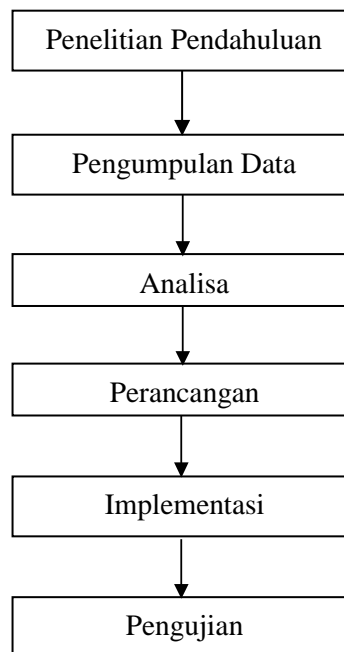 Penelitian Pendahuluan
Pengumpulan Data
Analisa
Perancangan
Implementasi
Pengujian